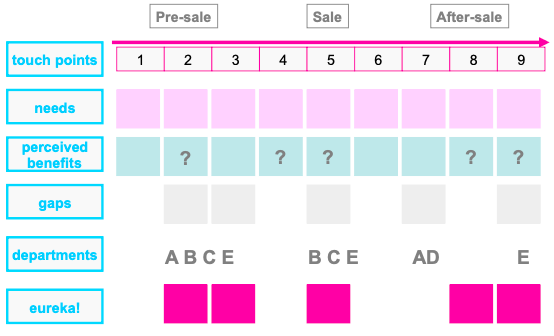 Pre-sale Sale After-sale
touch points 1 2 3 4 5 6 7 8 9
needs
perceived
benefits ? ? ? ? ?
gaps
departments A B C E B C E AD E
eureka!